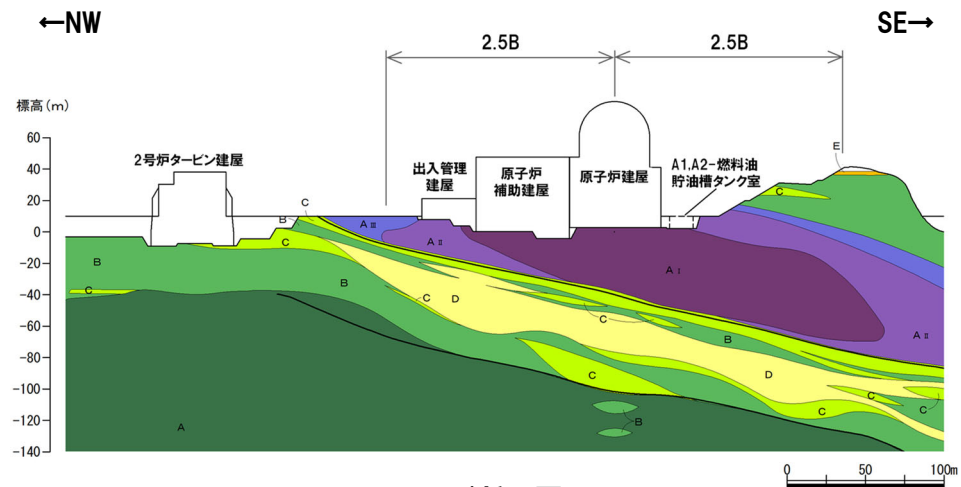 ←NW
SE→
2.5B
2.5B
標高(m)
60
40
20
0
-20
-40
-60
-80
-100
-120
-140
2号炉タービン建屋
出入管理
建屋
原子炉
補助建屋
原子炉建屋
A1,A2-燃料油
貯油槽タンク室
E
C
C
B
AⅢ
AⅡ
C
B
AⅠ
C
B
C
D
C
B
AⅡ
D
C
C
C
C
B
A
0
50
100m